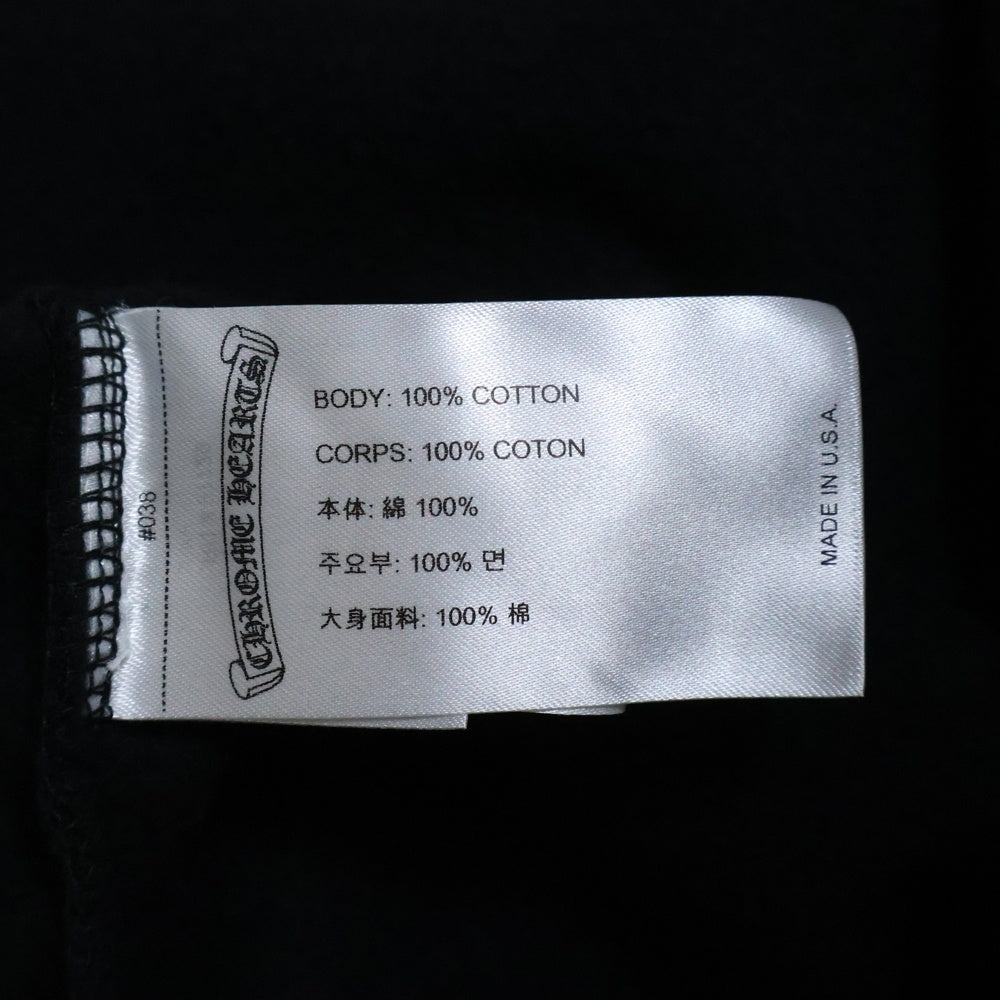 #038
CHROME HEARTS
BODY: 100% COTTON
CORPS: 100% COTON
本体: 綿 100%
주요부: 100% 면
大身面料: 100% 棉
MADE IN U.S.A.